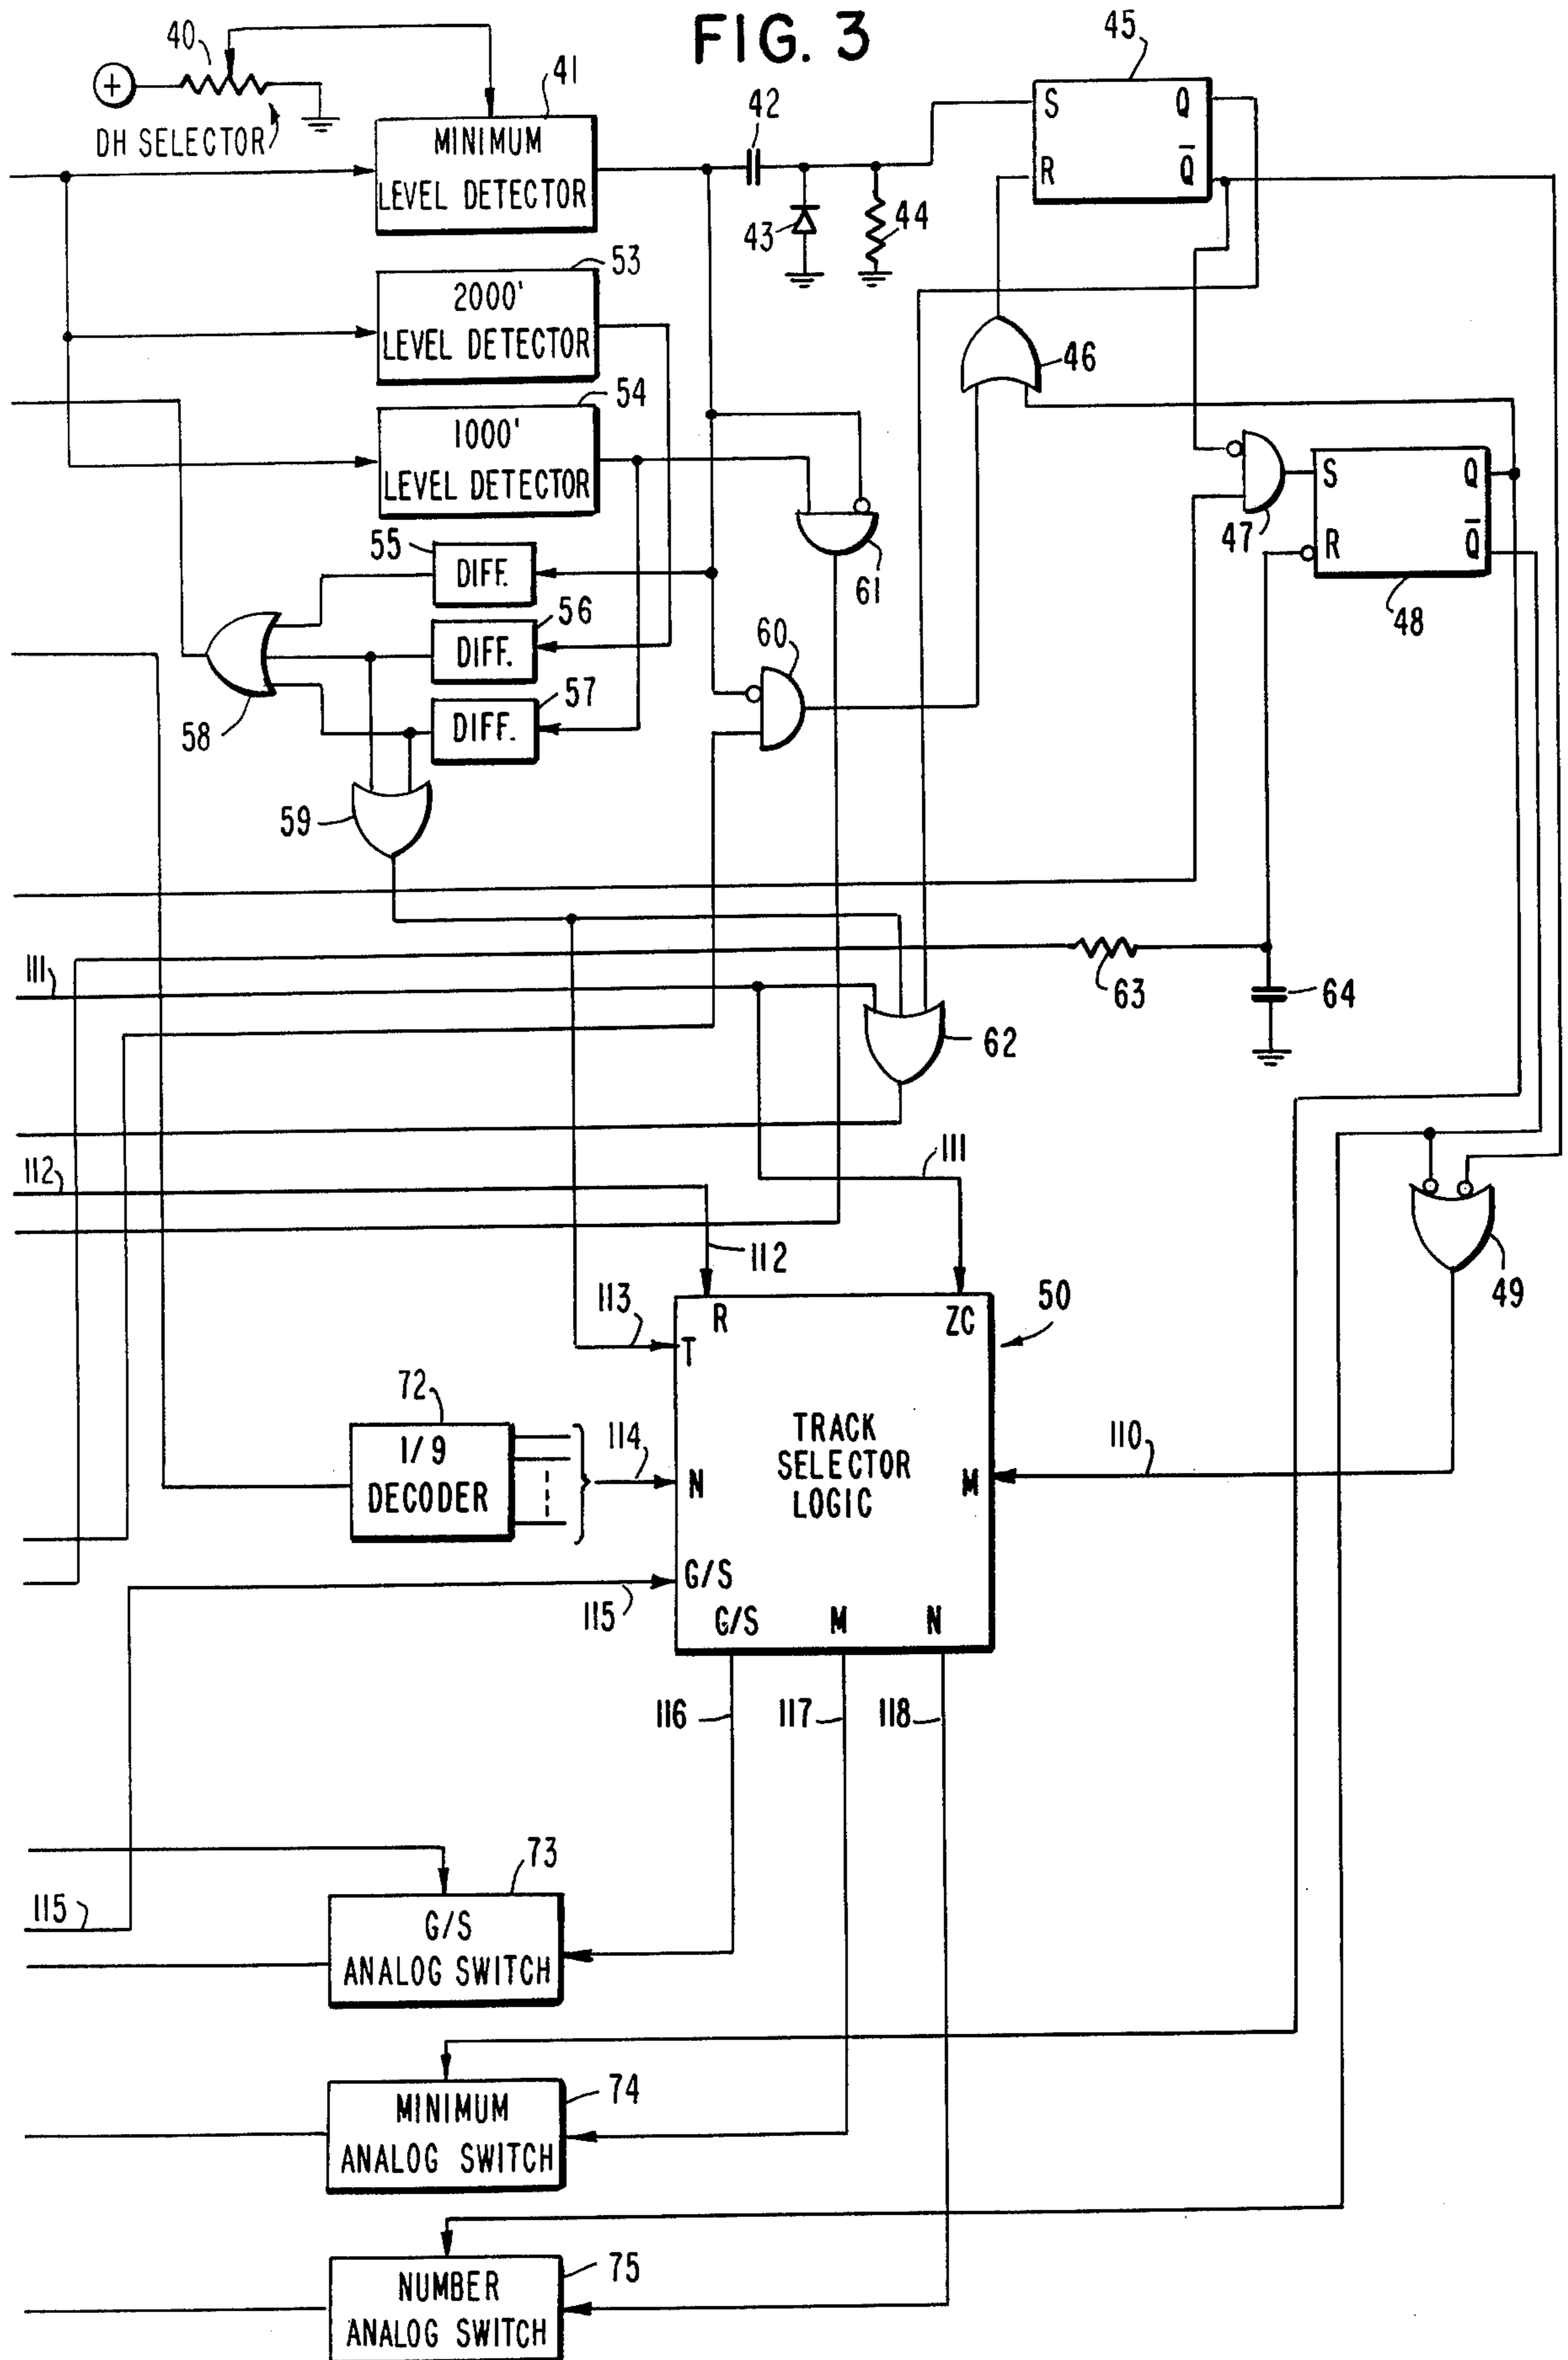 FIG. 3
40
DH SELECTOR
41
MINIMUM
LEVEL DETECTOR
42
43
44
45
S
Q
R
Q̅
53
2000'
LEVEL DETECTOR
46
54
1000'
LEVEL DETECTOR
47
S
Q
R
Q̅
48
61
55
DIFF.
56
DIFF.
57
DIFF.
58
60
59
111
63
64
62
112
111
112
49
113
50
R
ZC
T
72
1/9
DECODER
114
N
TRACK
SELECTOR
LOGIC
M
110
G/S
115
G/S
M
N
116
117
118
73
115
G/S
ANALOG SWITCH
74
MINIMUM
ANALOG SWITCH
75
NUMBER
ANALOG SWITCH